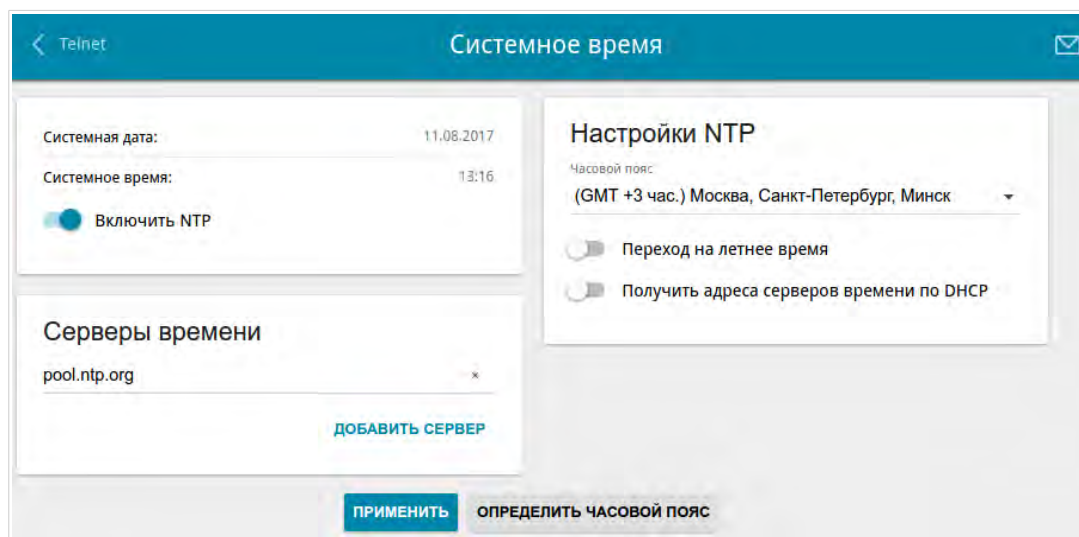 Telnet
Системное время
Системная дата: 11.08.2017
Системное время: 13:16
Включить NTP
Серверы времени
pool.ntp.org ×
ДОБАВИТЬ СЕРВЕР
Настройки NTP
Часовой пояс
(GMT +3 час.) Москва, Санкт-Петербург, Минск
Переход на летнее время
Получить адреса серверов времени по DHCP
ПРИМЕНИТЬ
ОПРЕДЕЛИТЬ ЧАСОВОЙ ПОЯС